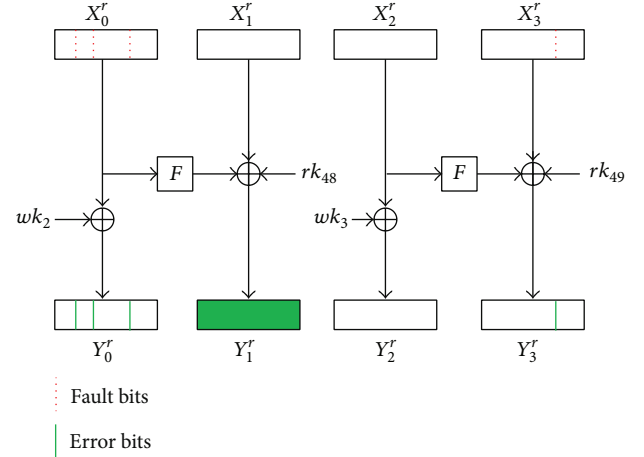 X_0^r X_1^r X_2^r X_3^r
F rk_48 F rk_49
wk_2 wk_3
Y_0^r Y_1^r Y_2^r Y_3^r
Fault bits
Error bits